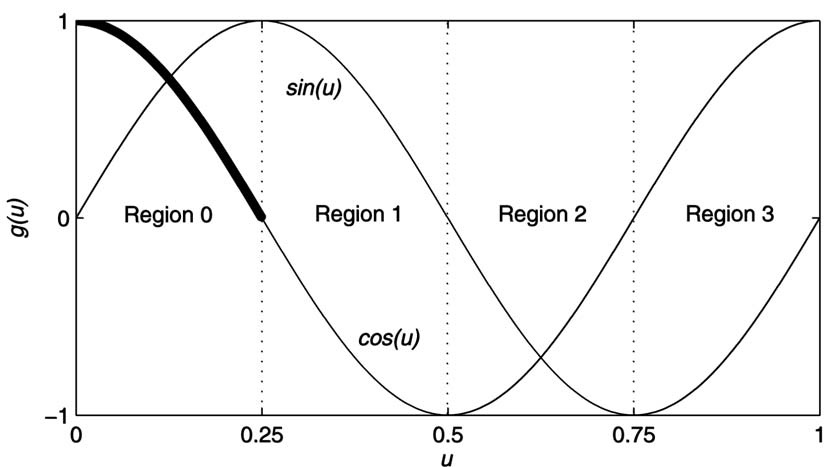 1
sin(u)
g(u)
0
Region 0
Region 1
Region 2
Region 3
cos(u)
−1
0
0.25
0.5
0.75
1
u